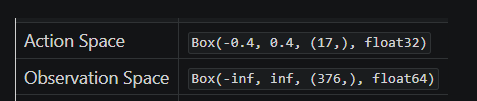 Action Space Box(-0.4, 0.4, (17,), float32)
Observation Space Box(-inf, inf, (376,), float64)